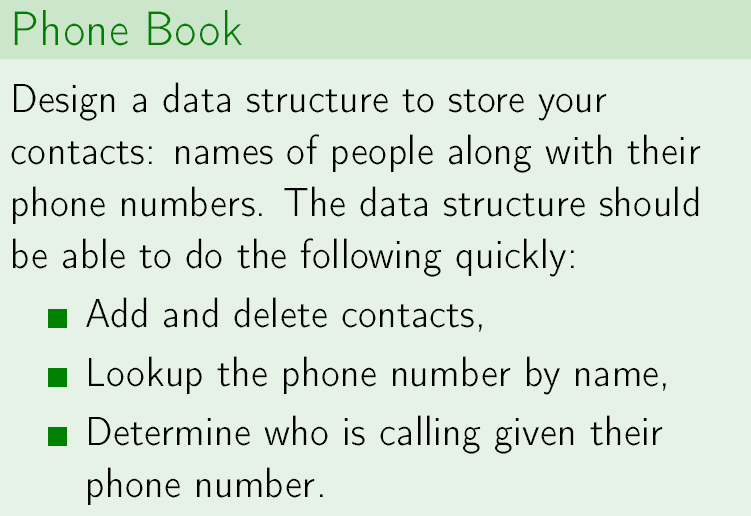 Phone Book
Design a data structure to store your
contacts: names of people along with their
phone numbers. The data structure should
be able to do the following quickly:
Add and delete contacts,
Lookup the phone number by name,
Determine who is calling given their
phone number.